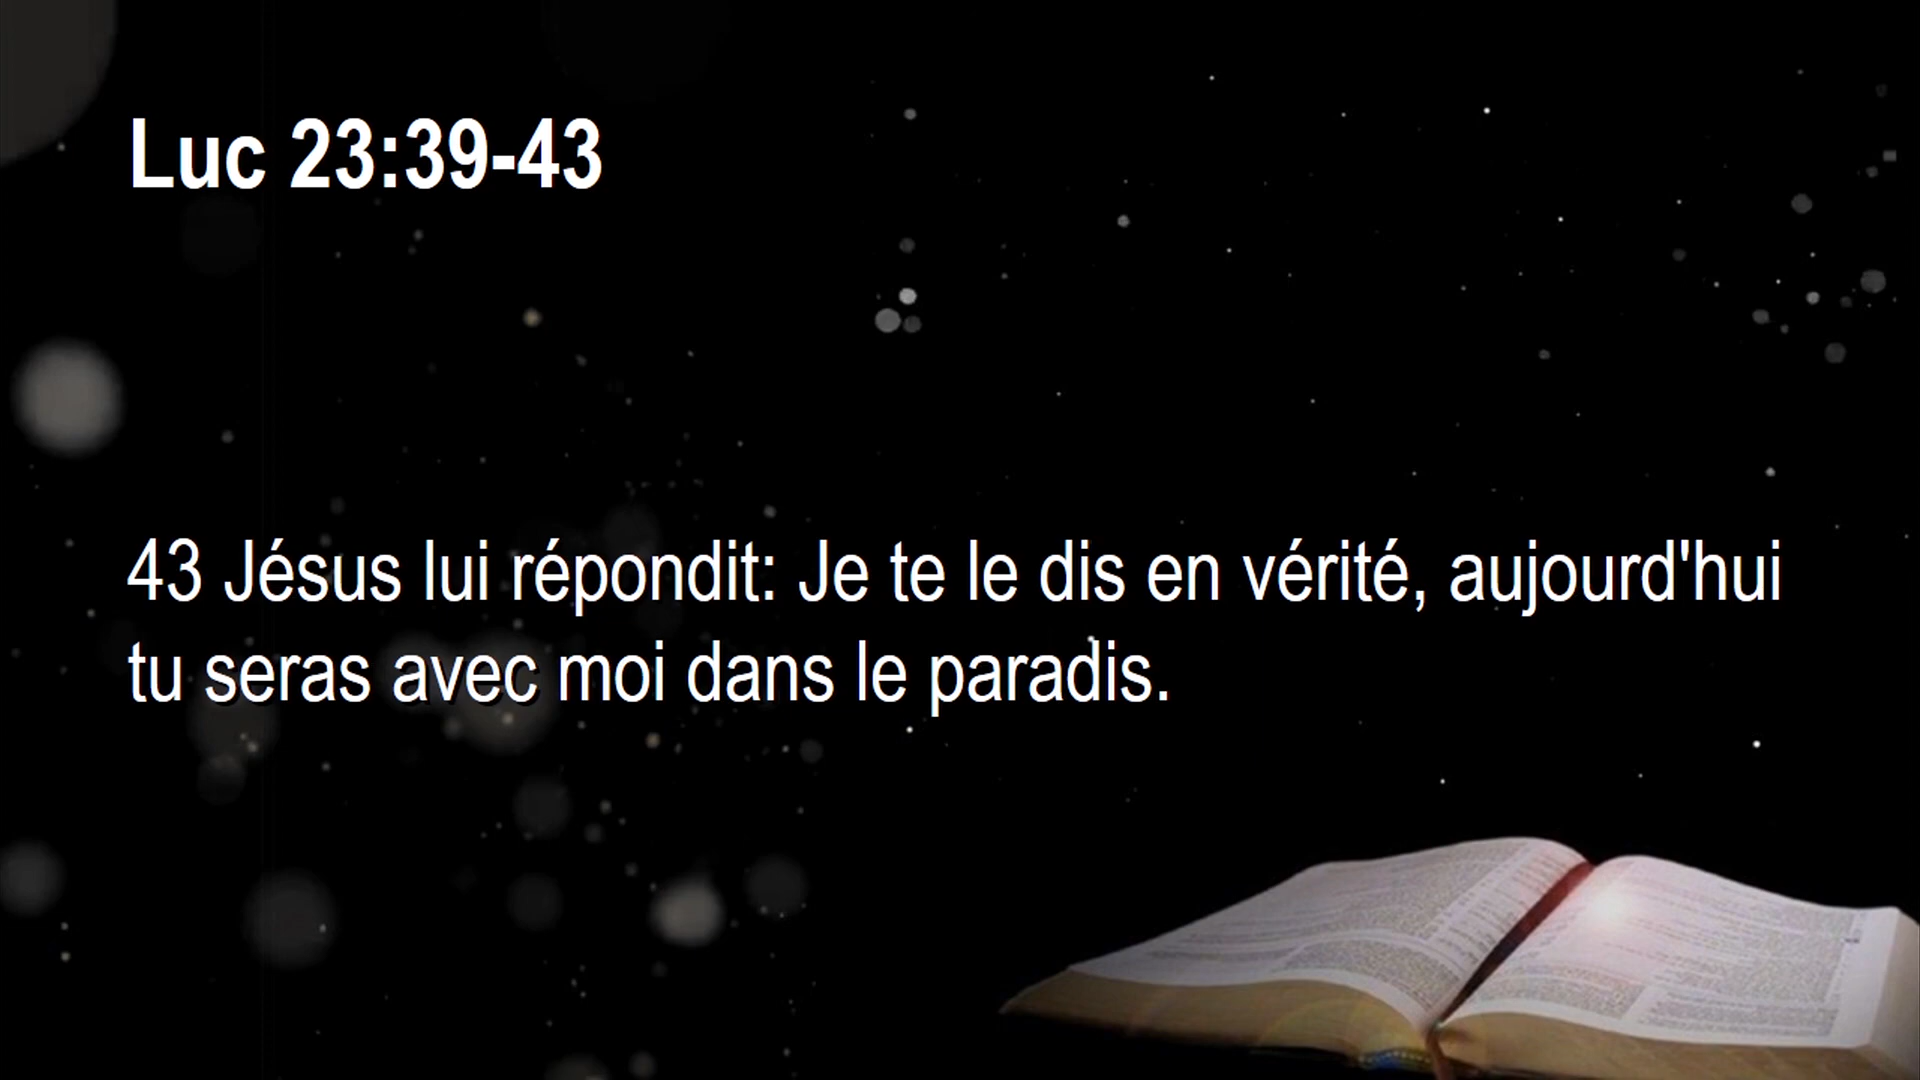 Luc 23:39-43
43 Jésus lui répondit: Je te le dis en vérité, aujourd'hui
tu seras avec moi dans le paradis.